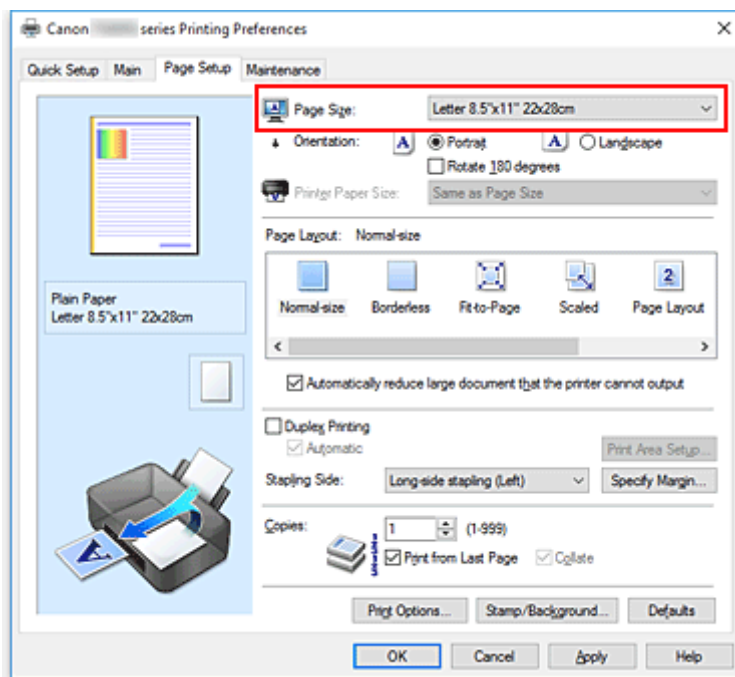 Canon series Printing Preferences
Quick Setup Main Page Setup Maintenance
Page Size: Letter 8.5"x11" 22x28cm
Orientation: A Portrait A Landscape
Rotate 180 degrees
Printer Paper Size: Same as Page Size
Page Layout: Normal-size
Normal-size Borderless Fit-to-Page Scaled Page Layout
Plain Paper
Letter 8.5"x11" 22x28cm
Automatically reduce large document that the printer cannot output
Duplex Printing
Automatic Print Area Setup...
Stapling Side: Long-side stapling (Left) Specify Margin...
Copies: 1 (1-999)
Print from Last Page Collate
Print Options... Stamp/Background... Defaults
OK Cancel Apply Help